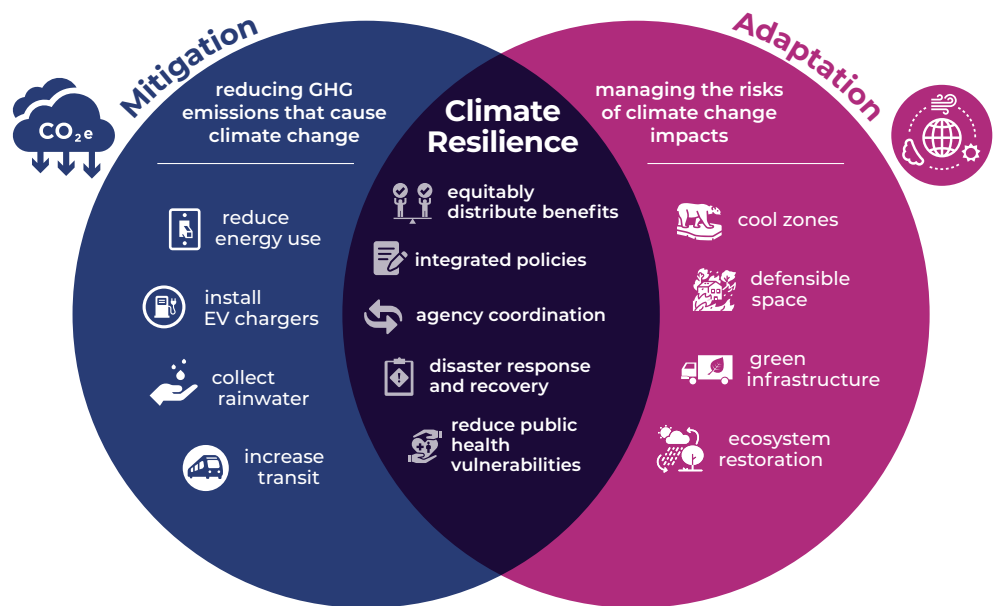 Mitigation
CO2e
reducing GHG
emissions that cause
climate change
reduce
energy use
install
EV chargers
collect
rainwater
increase
transit
Climate
Resilience
equitably
distribute benefits
integrated policies
agency coordination
disaster response
and recovery
reduce public
health
vulnerabilities
Adaptation
managing the risks
of climate change
impacts
cool zones
defensible
space
green
infrastructure
ecosystem
restoration